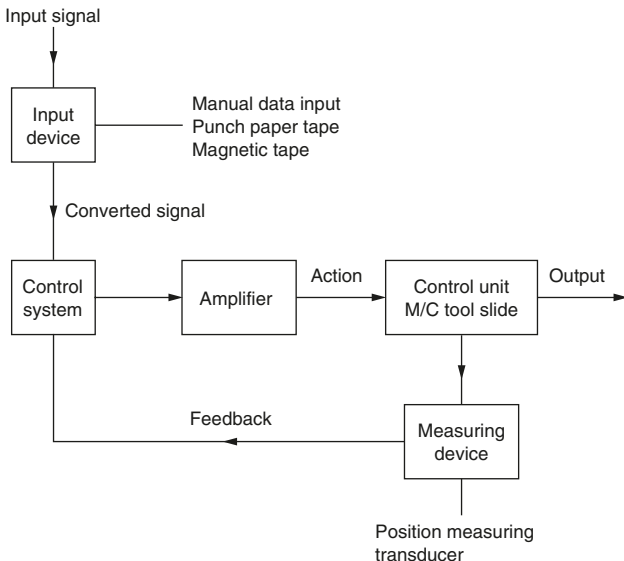 Input signal
Input
device
Manual data input
Punch paper tape
Magnetic tape
Converted signal
Control
system
Amplifier
Action
Control unit
M/C tool slide
Output
Feedback
Measuring
device
Position measuring
transducer